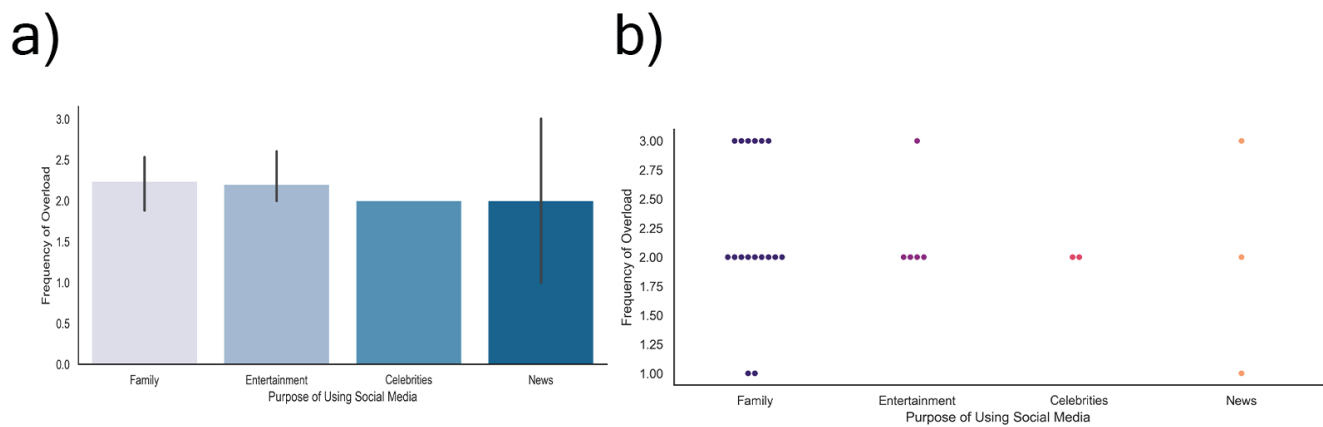 a)
3.0
2.5
2.0
1.5
1.0
0.5
0.0
Frequency of Overload
Family Entertainment Celebrities News
Purpose of Using Social Media
b)
3.00
2.75
2.50
2.25
2.00
1.75
1.50
1.25
1.00
Frequency of Overload
Family Entertainment Celebrities News
Purpose of Using Social Media